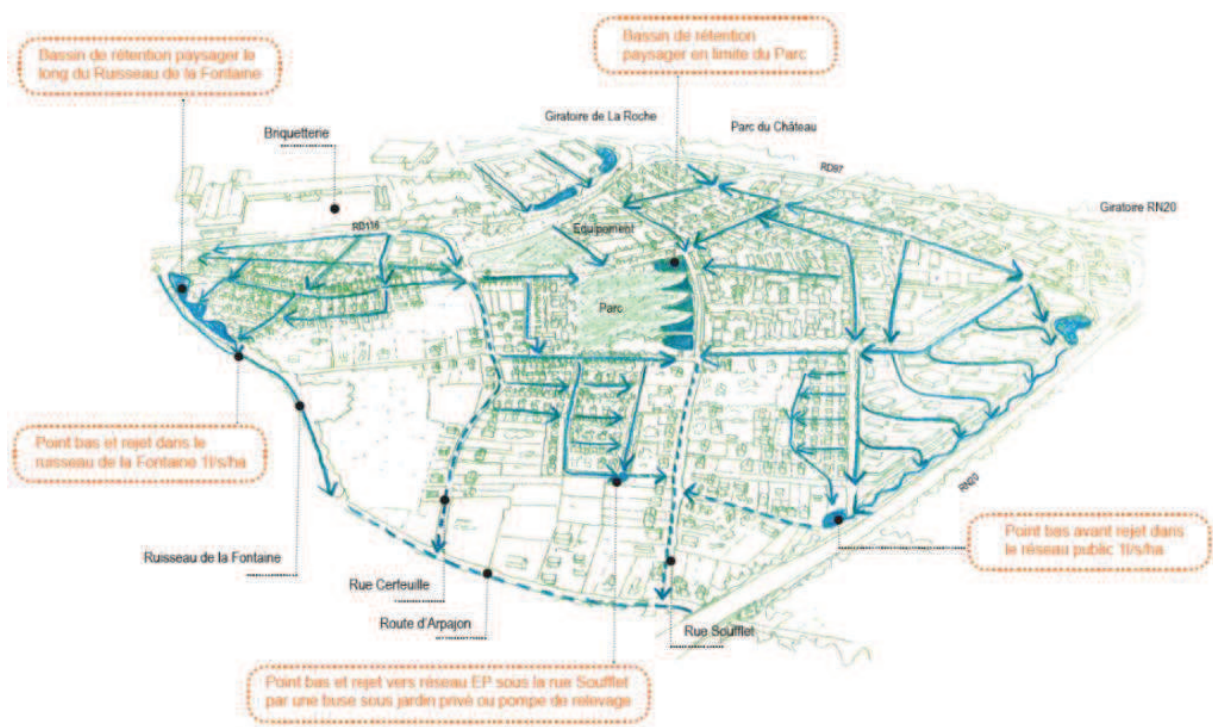 Bassin de rétention paysager le
long du Ruisseau de la Fontaine
Bassin de rétention
paysager en limite du Parc
Giratoire de La Roche
Parc du Château
Briquetterie
RD97
Giratoire RN20
RD116
Equipement
Parc
Point bas et rejet dans le
ruisseau de la Fontaine 1l/s/ha
RN20
Point bas avant rejet dans
le réseau public 1l/s/ha
Ruisseau de la Fontaine
Rue Certeuille
Route d'Arpajon
Rue Soufflet
Point bas et rejet vers réseau EP sous la rue Soufflet
par une buse sous jardin privé ou pompe de relevage